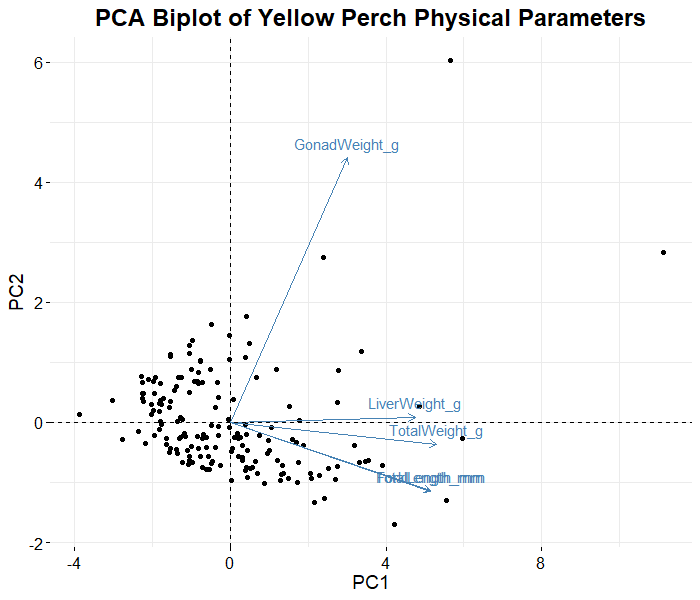 PCA Biplot of Yellow Perch Physical Parameters
6
GonadWeight_g
4
PC2
2
LiverWeight_g
0
TotalWeight_g
-2
-4
0
4
8
PC1